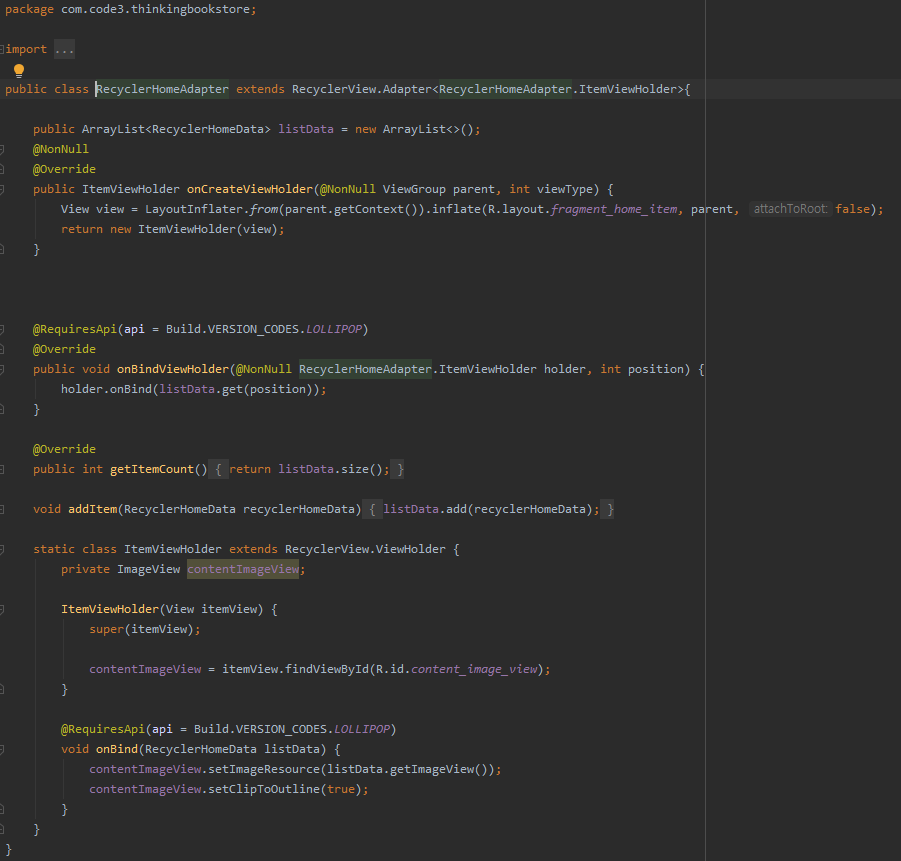 package com.code3.thinkingbookstore;
import ...
public class RecyclerHomeAdapter extends RecyclerView.Adapter<RecyclerHomeAdapter.ItemViewHolder>{
public ArrayList<RecyclerHomeData> listData = new ArrayList<>();
@NonNull
@Override
public ItemViewHolder onCreateViewHolder(@NonNull ViewGroup parent, int viewType) {
View view = LayoutInflater.from(parent.getContext()).inflate(R.layout.fragment_home_item, parent, attachToRoot: false);
return new ItemViewHolder(view);
}
@RequiresApi(api = Build.VERSION_CODES.LOLLIPOP)
@Override
public void onBindViewHolder(@NonNull RecyclerHomeAdapter.ItemViewHolder holder, int position) {
holder.onBind(listData.get(position));
}
@Override
public int getItemCount() { return listData.size(); }
void addItem(RecyclerHomeData recyclerHomeData) { listData.add(recyclerHomeData); }
static class ItemViewHolder extends RecyclerView.ViewHolder {
private ImageView contentImageView;
ItemViewHolder(View itemView) {
super(itemView);
contentImageView = itemView.findViewById(R.id.content_image_view);
}
@RequiresApi(api = Build.VERSION_CODES.LOLLIPOP)
void onBind(RecyclerHomeData listData) {
contentImageView.setImageResource(listData.getImageView());
contentImageView.setClipToOutline(true);
}
}
}